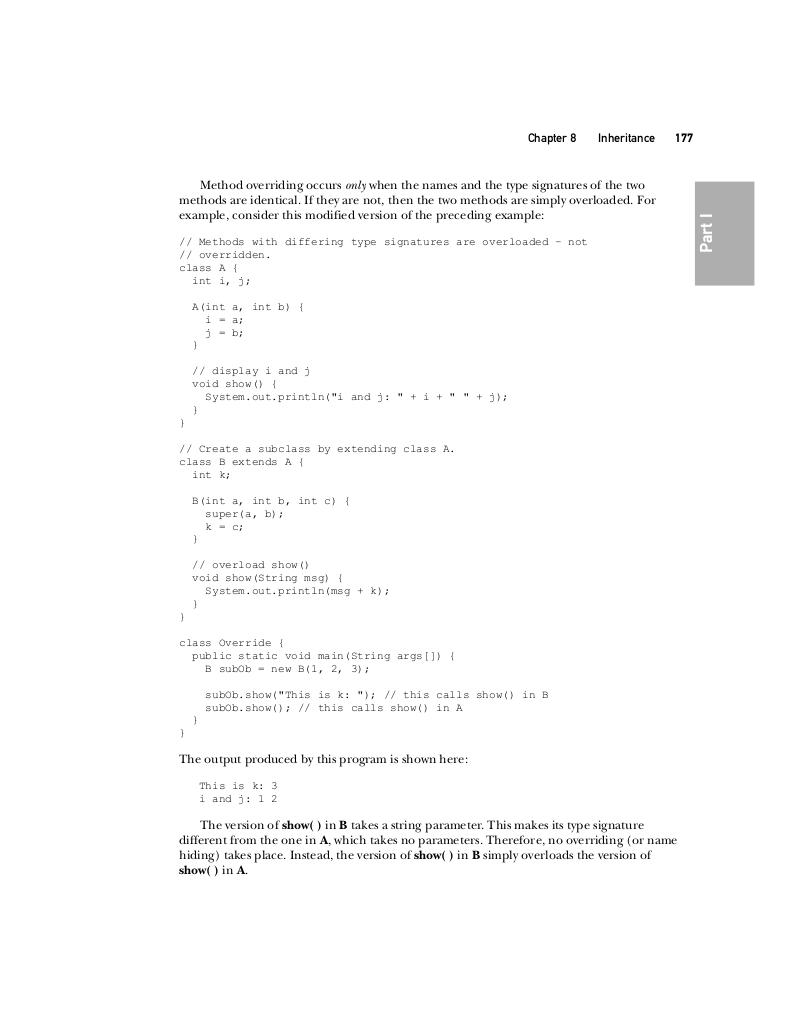 Chapter 8 Inheritance 177
Part I
Method overriding occurs only when the names and the type signatures of the two
methods are identical. If they are not, then the two methods are simply overloaded. For
example, consider this modified version of the preceding example:
// Methods with differing type signatures are overloaded – not
// overridden.
class A {
  int i, j;

  A(int a, int b) {
    i = a;
    j = b;
  }

  // display i and j
  void show() {
    System.out.println("i and j: " + i + " " + j);
  }
}

// Create a subclass by extending class A.
class B extends A {
  int k;

  B(int a, int b, int c) {
    super(a, b);
    k = c;
  }

  // overload show()
  void show(String msg) {
    System.out.println(msg + k);
  }
}

class Override {
  public static void main(String args[]) {
    B subOb = new B(1, 2, 3);

    subOb.show("This is k: "); // this calls show() in B
    subOb.show(); // this calls show() in A
  }
}
The output produced by this program is shown here:
This is k: 3
i and j: 1 2
The version of show( ) in B takes a string parameter. This makes its type signature
different from the one in A, which takes no parameters. Therefore, no overriding (or name
hiding) takes place. Instead, the version of show( ) in B simply overloads the version of
show( ) in A.